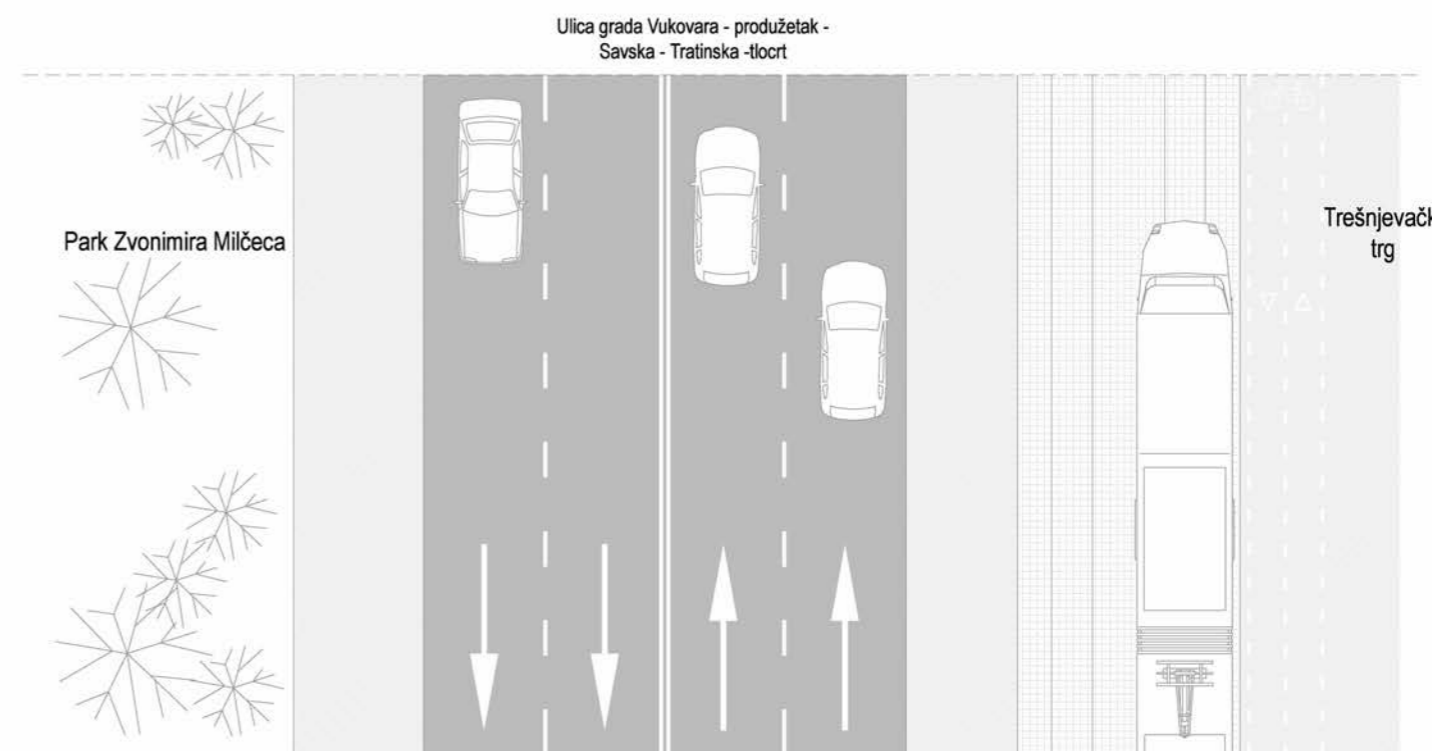 Ulica grada Vukovara - produžetak -
Savska - Tratinska -tlocrt
Park Zvonimira Milčeca
Trešnjevačk
trg